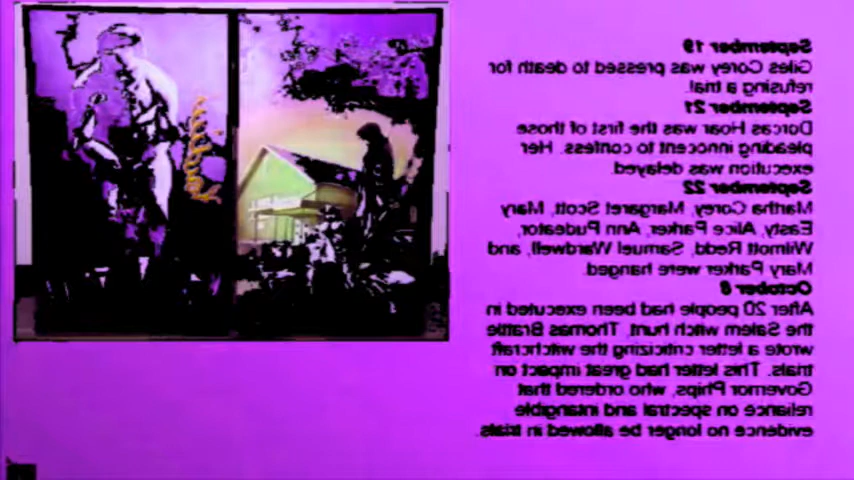 September 19
Giles Corey was pressed to death for
refusing a trial.
September 21
Dorcas Hoar was the first of those
pleading innocent to confess. Her
execution was delayed.
September 22
Martha Corey, Margaret Scott, Mary
Easty, Alice Parker, Ann Pudeator,
Wilmott Redd, Samuel Wardwell, and
Mary Parker were hanged.
October 8
After 20 people had been executed in
the Salem witch hunt, Thomas Brattle
wrote a letter criticizing the witchcraft
trials. This letter had great impact on
Governor Phips, who ordered that
reliance on spectral and intangible
evidence no longer be allowed in trials.